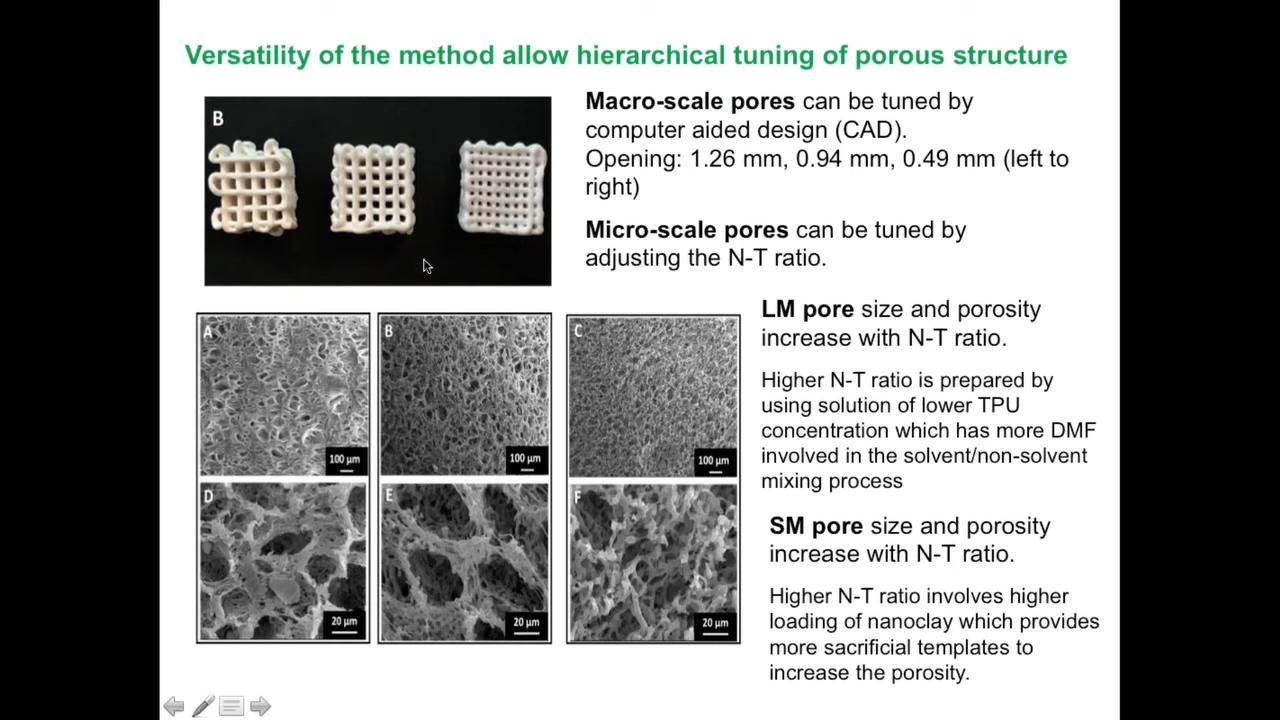 Versatility of the method allow hierarchical tuning of porous structure
B
Macro-scale pores can be tuned by
computer aided design (CAD).
Opening: 1.26 mm, 0.94 mm, 0.49 mm (left to
right)
Micro-scale pores can be tuned by
adjusting the N-T ratio.
A
100 µm
B
100 µm
C
100 µm
D
20 µm
E
20 µm
F
20 µm
LM pore size and porosity
increase with N-T ratio.
Higher N-T ratio is prepared by
using solution of lower TPU
concentration which has more DMF
involved in the solvent/non-solvent
mixing process
SM pore size and porosity
increase with N-T ratio.
Higher N-T ratio involves higher
loading of nanoclay which provides
more sacrificial templates to
increase the porosity.